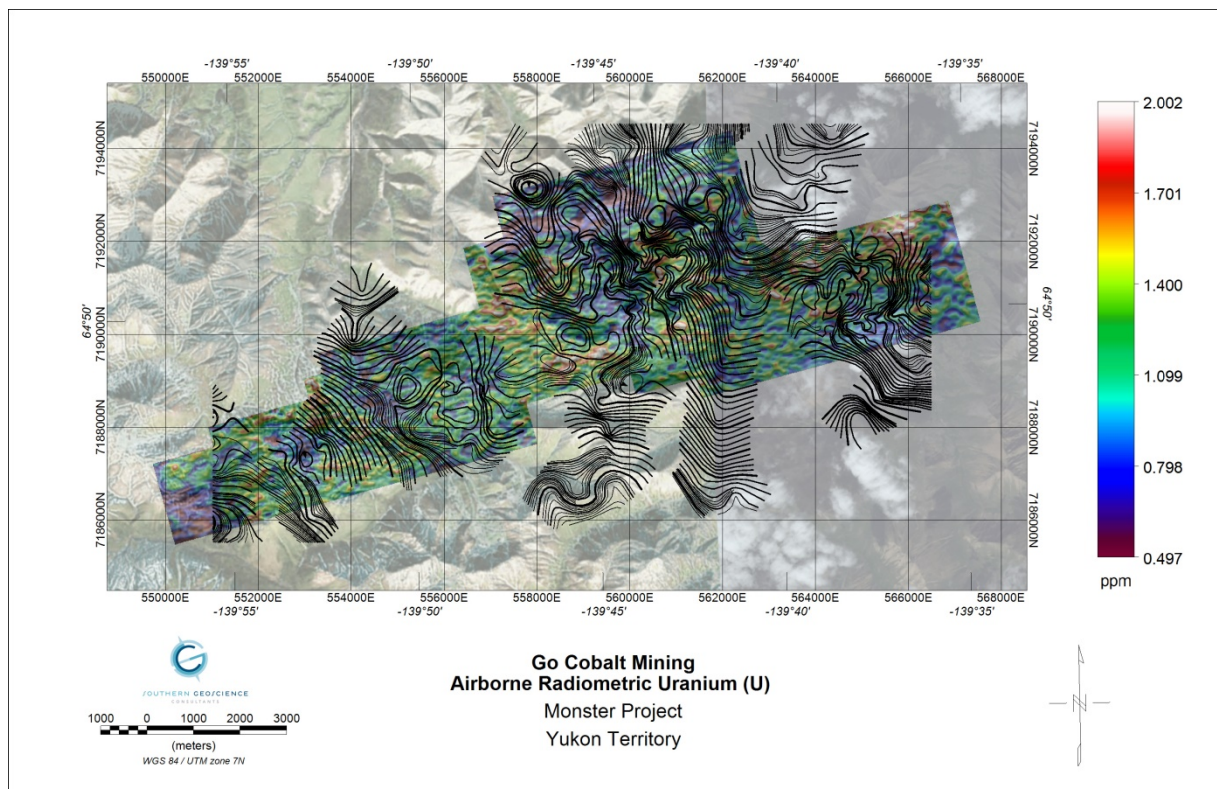 -139°55' -139°50' -139°45' -139°40' -139°35'
550000E 552000E 554000E 556000E 558000E 560000E 562000E 564000E 566000E 568000E
7194000N 7194000N
7192000N 7192000N
64°50' 7190000N 7190000N 64°50'
7188000N 7188000N
7186000N 7186000N
550000E 552000E 554000E 556000E 558000E 560000E 562000E 564000E 566000E 568000E
-139°55' -139°50' -139°45' -139°40' -139°35'
2.002
1.701
1.400
1.099
0.798
0.497
ppm
SOUTHERN GEOSCIENCE
CONSULTANTS
1000 0 1000 2000 3000
(meters)
WGS 84 / UTM zone 7N
Go Cobalt Mining
Airborne Radiometric Uranium (U)
Monster Project
Yukon Territory
N